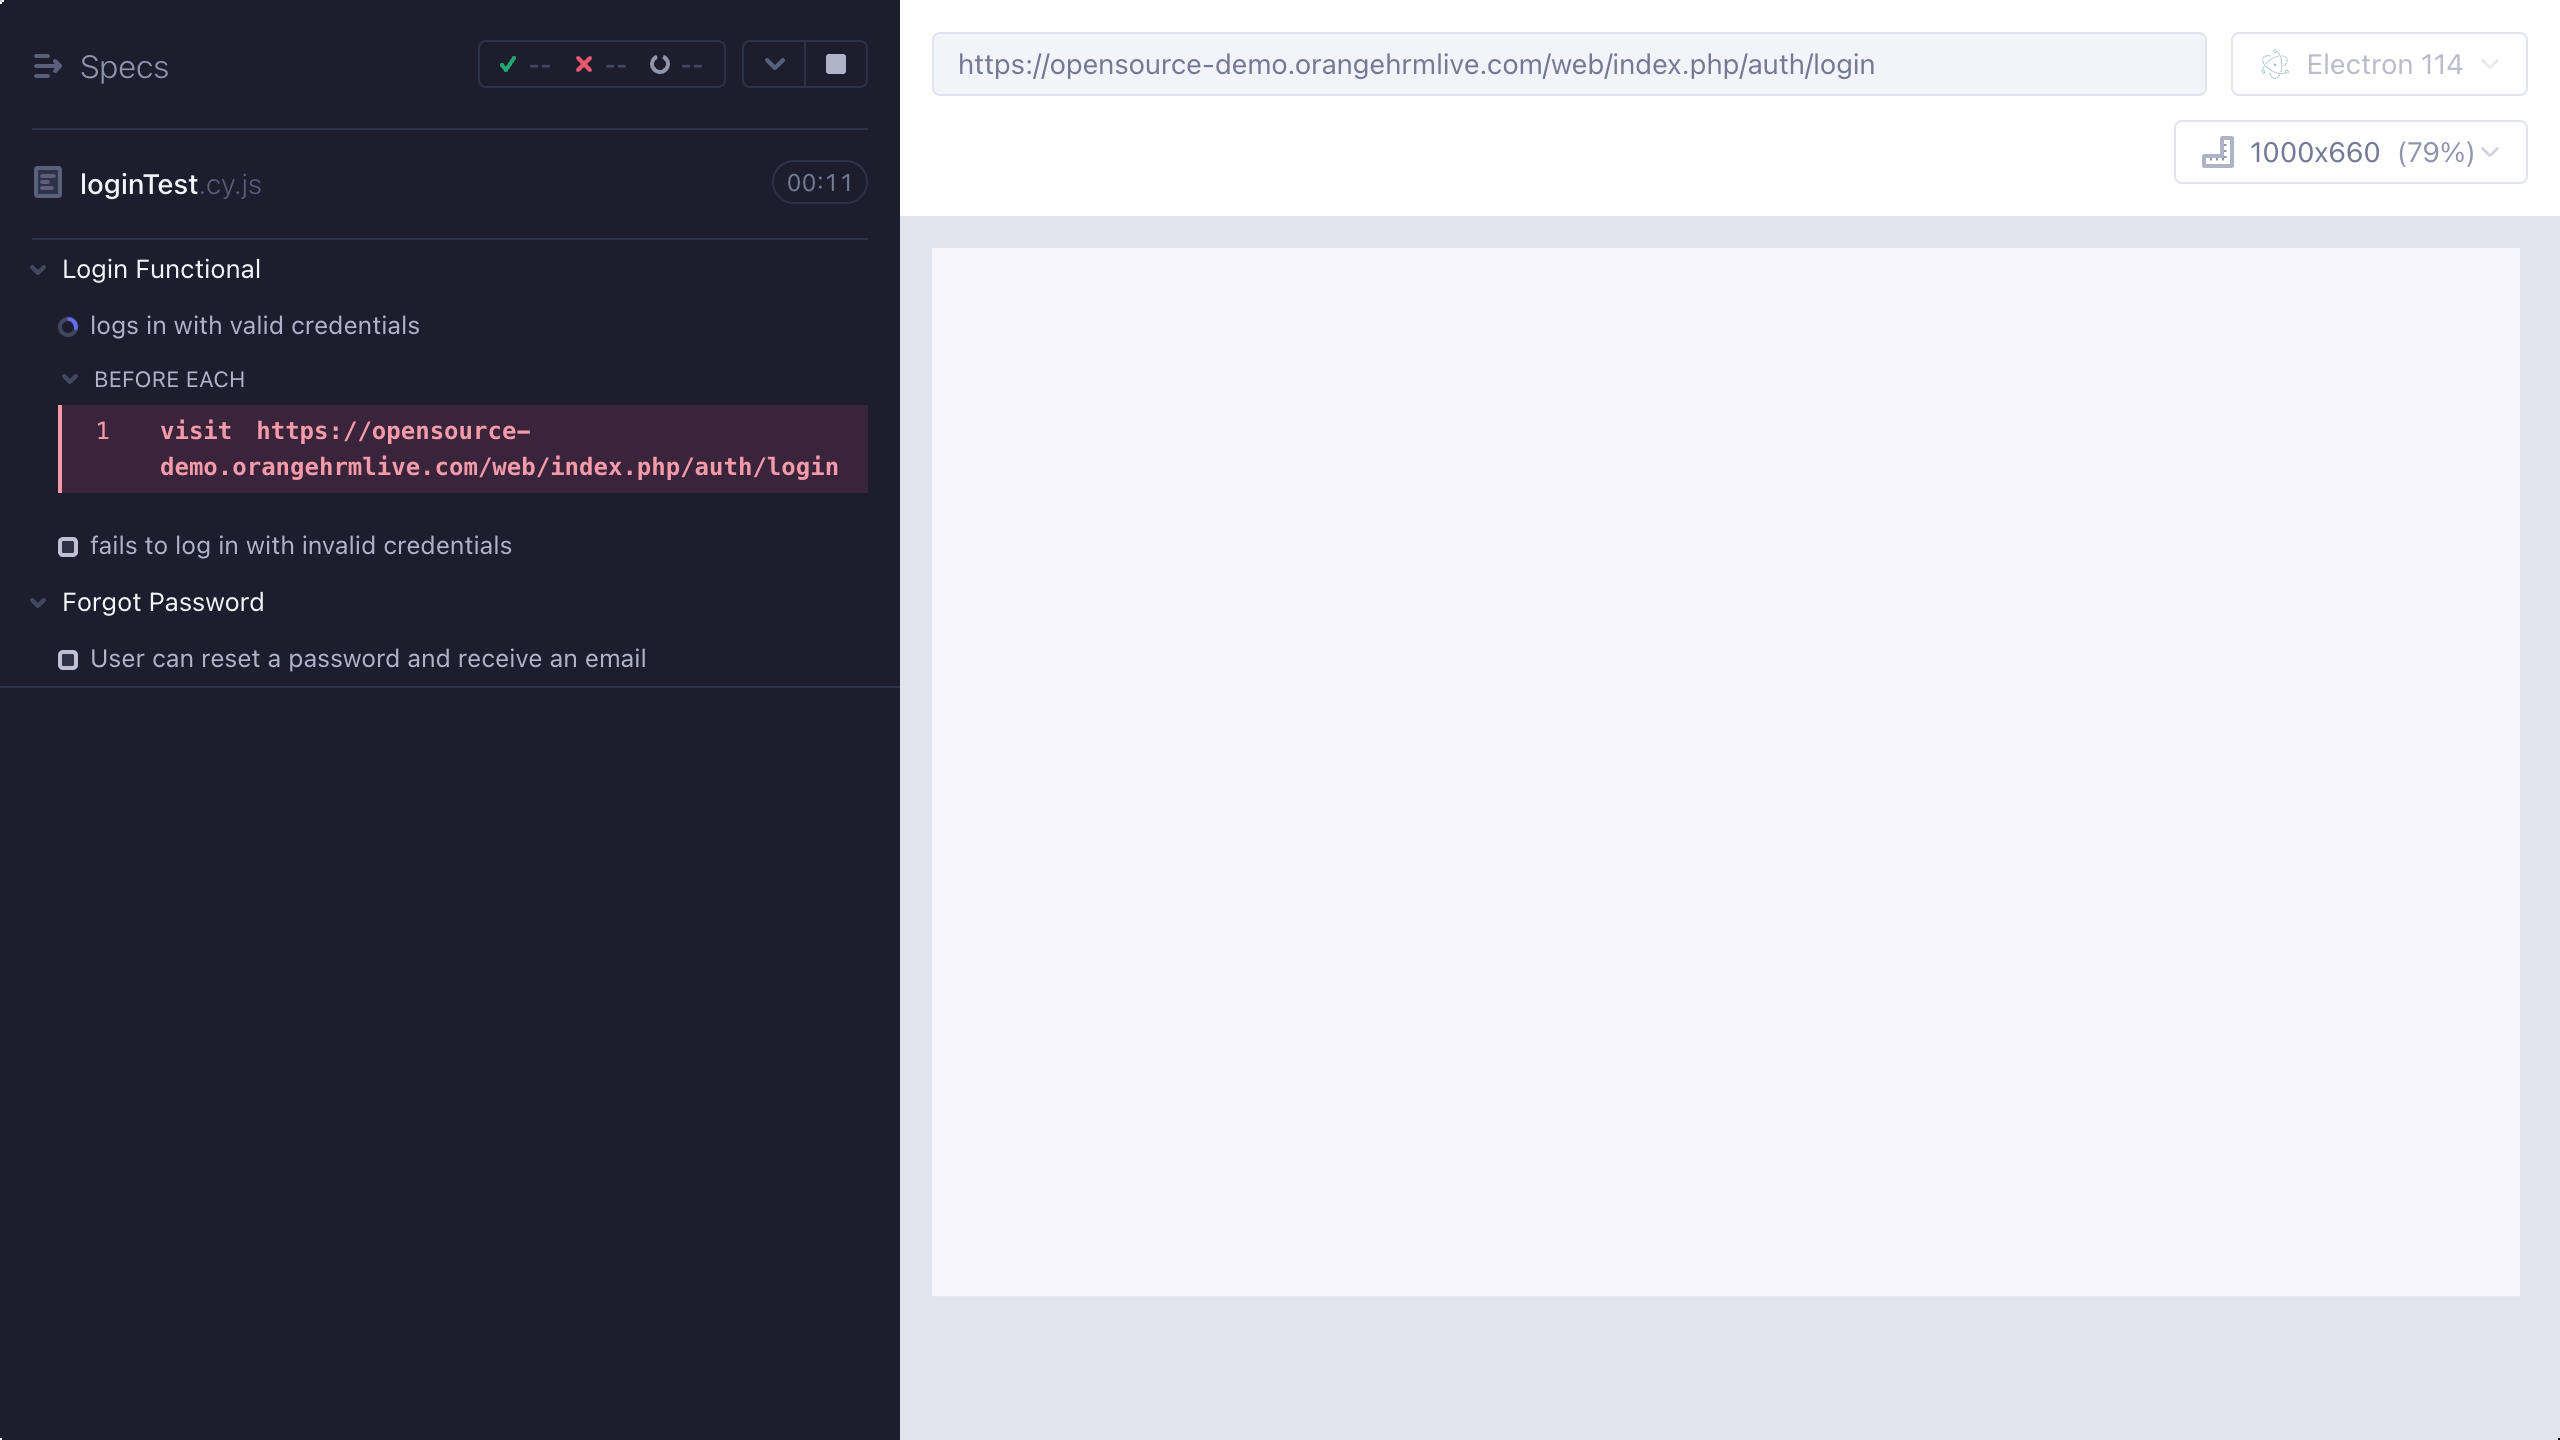 Specs
-- -- --
loginTest.cy.js
00:11
Login Functional
logs in with valid credentials
BEFORE EACH
1 visit https://opensource-
demo.orangehrmlive.com/web/index.php/auth/login
fails to log in with invalid credentials
Forgot Password
User can reset a password and receive an email
https://opensource-demo.orangehrmlive.com/web/index.php/auth/login
Electron 114
1000x660 (79%)